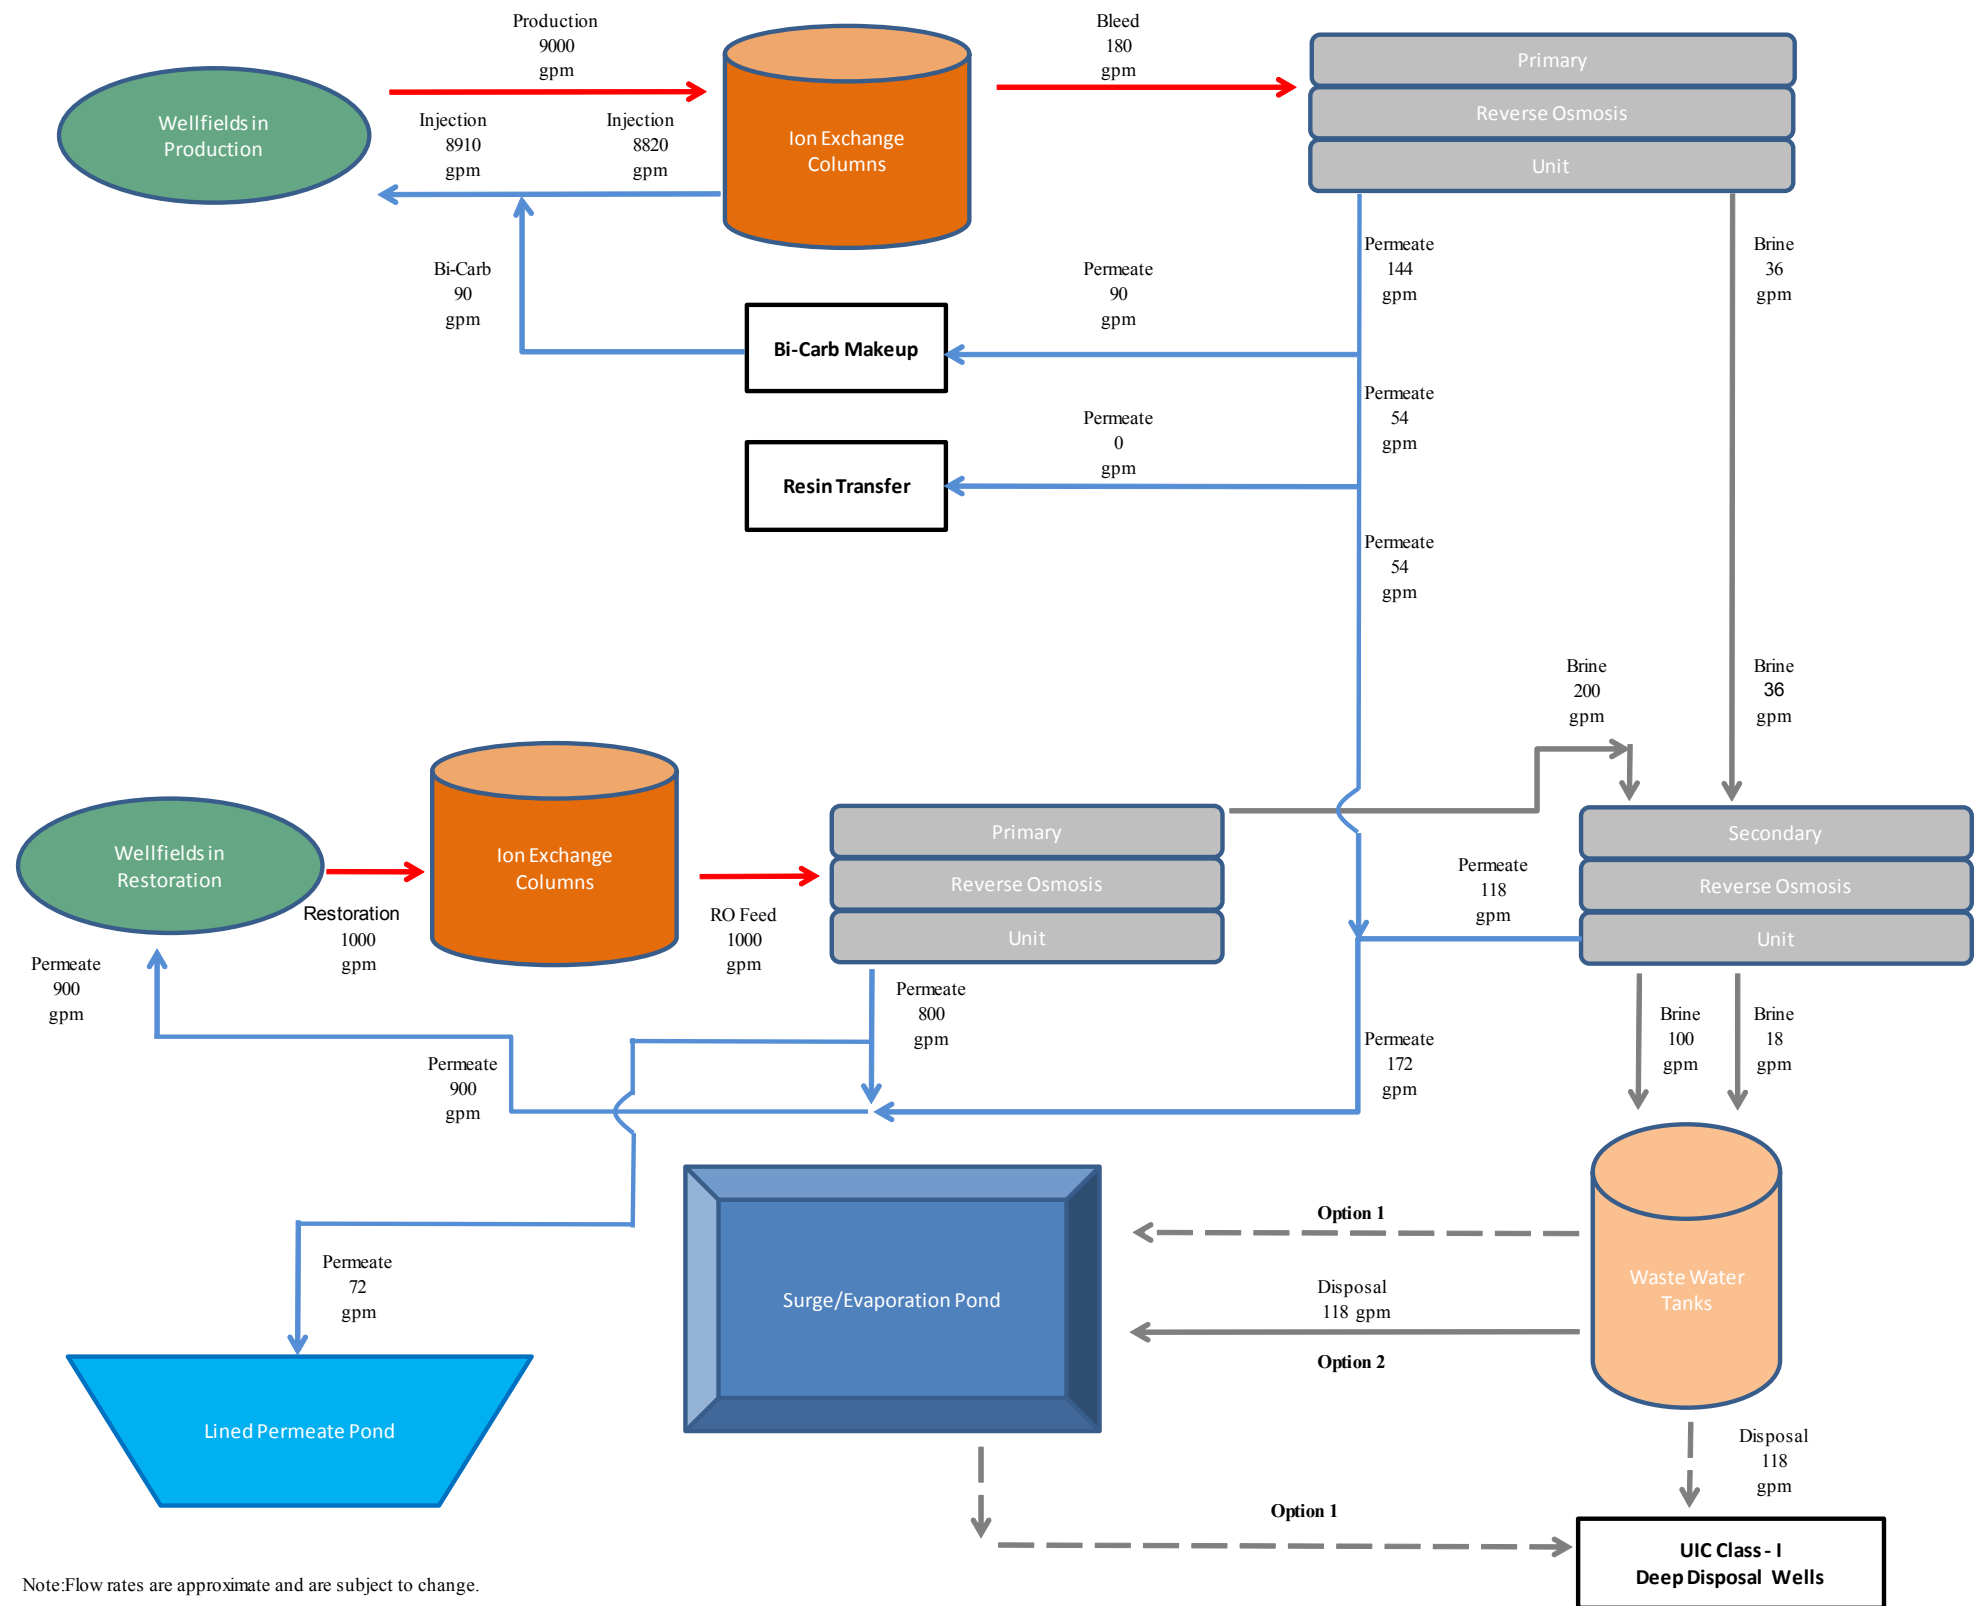 Production
9000
gpm
Bleed
180
gpm
Primary
Reverse Osmosis
Unit
Wellfields in
Production
Injection
8910
gpm
Injection
8820
gpm
Ion Exchange
Columns
Permeate
144
gpm
Brine
36
gpm
Bi-Carb
90
gpm
Permeate
90
gpm
Bi-Carb Makeup
Permeate
54
gpm
Permeate
0
gpm
Resin Transfer
Permeate
54
gpm
Brine
200
gpm
Brine
36
gpm
Wellfields in
Restoration
Restoration
1000
gpm
Ion Exchange
Columns
RO Feed
1000
gpm
Primary
Reverse Osmosis
Unit
Permeate
118
gpm
Secondary
Reverse Osmosis
Unit
Permeate
900
gpm
Permeate
800
gpm
Permeate
900
gpm
Permeate
172
gpm
Brine
100
gpm
Brine
18
gpm
Permeate
72
gpm
Lined Permeate Pond
Surge/Evaporation Pond
Option 1
Disposal
118 gpm
Option 2
Waste Water
Tanks
Disposal
118
gpm
Option 1
UIC Class - I
Deep Disposal Wells
Note:Flow rates are approximate and are subject to change.